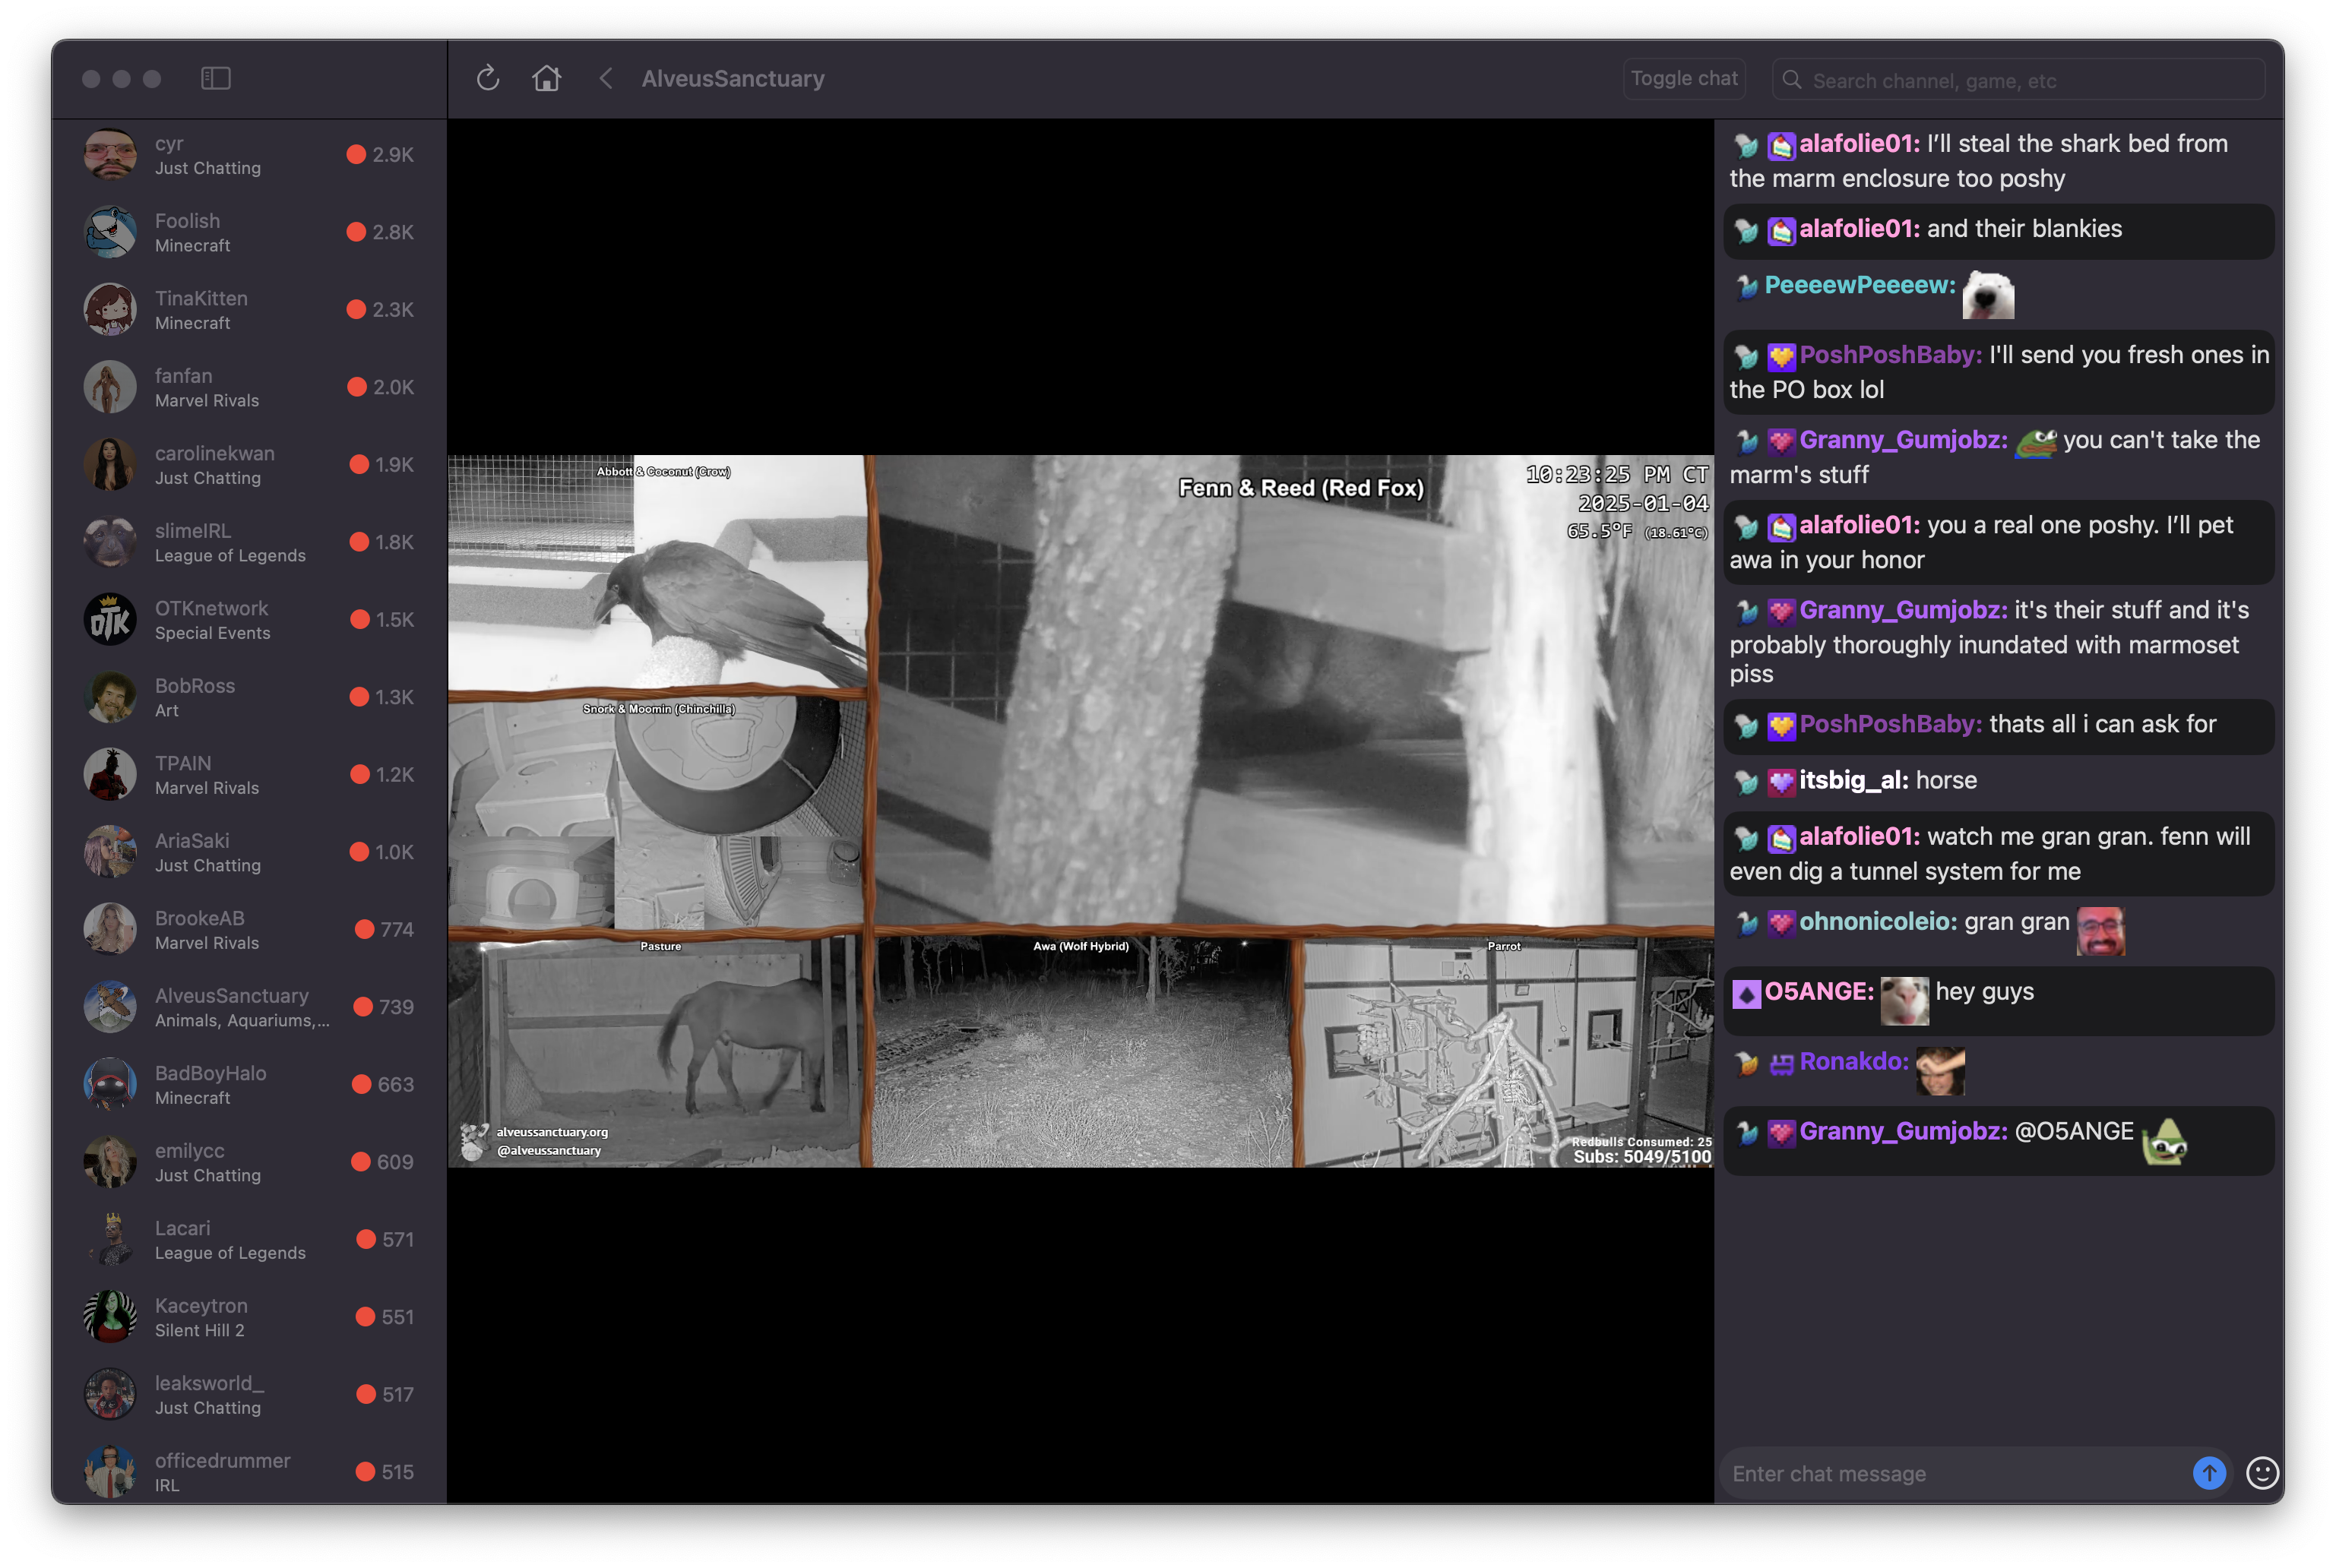 AlveusSanctuary
Toggle chat
Search channel, game, etc
cyr
Just Chatting
2.9K
Foolish
Minecraft
2.8K
TinaKitten
Minecraft
2.3K
fanfan
Marvel Rivals
2.0K
carolinekwan
Just Chatting
1.9K
slimeIRL
League of Legends
1.8K
OTKnetwork
Special Events
1.5K
OTK
BobRoss
Art
1.3K
TPAIN
Marvel Rivals
1.2K
AriaSaki
Just Chatting
1.0K
BrookeAB
Marvel Rivals
774
AlveusSanctuary
Animals, Aquariums,...
739
BadBoyHalo
Minecraft
663
emilycc
Just Chatting
609
Lacari
League of Legends
571
Kaceytron
Silent Hill 2
551
leaksworld_
Just Chatting
517
officedrummer
IRL
515
Abbott & Coconut (Crow)
Fenn & Reed (Red Fox)
10:23:25 PM CT
2025-01-04
65.5°F (18.61°C)
Snork & Moomin (Chinchilla)
Pasture
Awa (Wolf Hybrid)
Parrot
alveussanctuary.org
@alveussanctuary
Redbulls Consumed: 25
Subs: 5049/5100
alafolie01: I’ll steal the shark bed from
the marm enclosure too poshy
alafolie01: and their blankies
PeeeewPeeeew:
PoshPoshBaby: I'll send you fresh ones in
the PO box lol
Granny_Gumjobz: you can't take the
marm's stuff
alafolie01: you a real one poshy. I’ll pet
awa in your honor
Granny_Gumjobz: it's their stuff and it's
probably thoroughly inundated with marmoset
piss
PoshPoshBaby: thats all i can ask for
itsbig_al: horse
alafolie01: watch me gran gran. fenn will
even dig a tunnel system for me
ohnonicoleio: gran gran
O5ANGE: hey guys
Ronakdo:
Granny_Gumjobz: @O5ANGE
Enter chat message